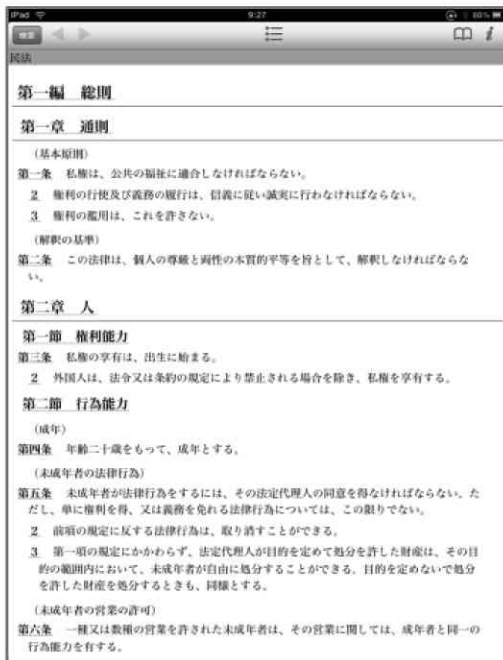 iPad 9:27 80%
検索
民法
第一編 総則
第一章 通則
（基本原則）
第一条 私権は、公共の福祉に適合しなければならない。
2 権利の行使及び義務の履行は、信義に従い誠実に行わなければならない。
3 権利の濫用は、これを許さない。
（解釈の基準）
第二条 この法律は、個人の尊厳と両性の本質的平等を旨として、解釈しなければならな
い。
第二章 人
第一節 権利能力
第三条 私権の享有は、出生に始まる。
2 外国人は、法令又は条約の規定により禁止される場合を除き、私権を享有する。
第二節 行為能力
（成年）
第四条 年齢二十歳をもって、成年とする。
（未成年者の法律行為）
第五条 未成年者が法律行為をするには、その法定代理人の同意を得なければならない。た
だし、単に権利を得、又は義務を免れる法律行為については、この限りでない。
2 前項の規定に反する法律行為は、取り消すことができる。
3 第一項の規定にかかわらず、法定代理人が目的を定めて処分を許した財産は、その目
的の範囲内において、未成年者が自由に処分することができる。目的を定めないで処分
を許した財産を処分するときも、同様とする。
（未成年者の営業の許可）
第六条 一種又は数種の営業を許された未成年者は、その営業に関しては、成年者と同一の
行為能力を有する。